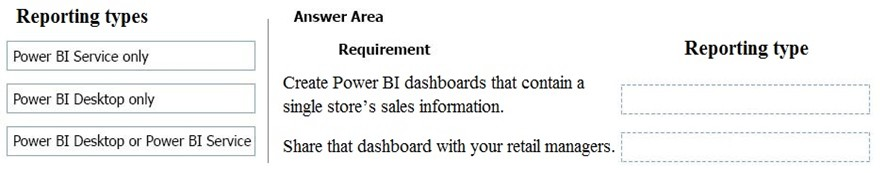 Reporting types
Power BI Service only
Power BI Desktop only
Power BI Desktop or Power BI Service
Answer Area
Requirement
Reporting type
Create Power BI dashboards that contain a
single store's sales information.
Share that dashboard with your retail managers.